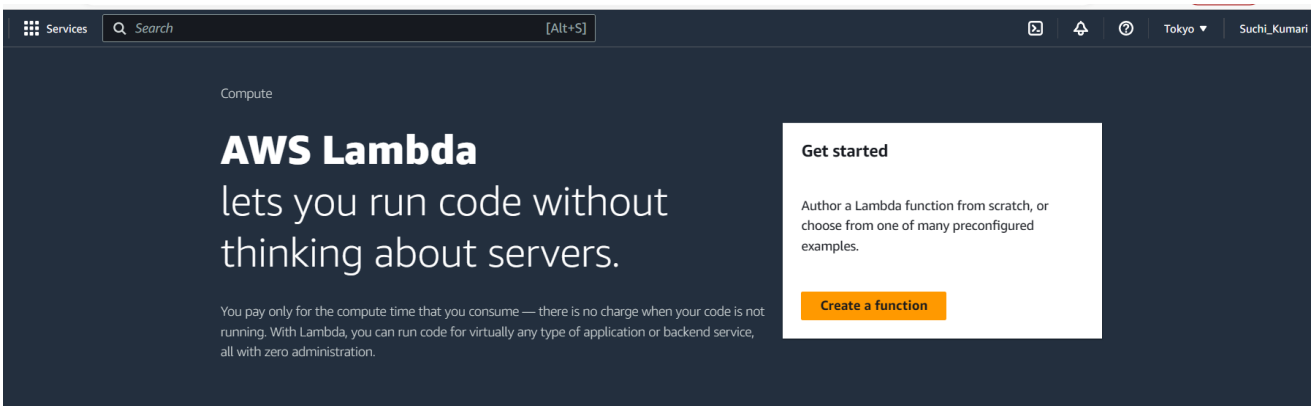 Services Search [Alt+S] Tokyo ▼ Suchi_Kumari
Compute
AWS Lambda
lets you run code without
thinking about servers.
You pay only for the compute time that you consume — there is no charge when your code is not
running. With Lambda, you can run code for virtually any type of application or backend service,
all with zero administration.
Get started
Author a Lambda function from scratch, or
choose from one of many preconfigured
examples.
Create a function